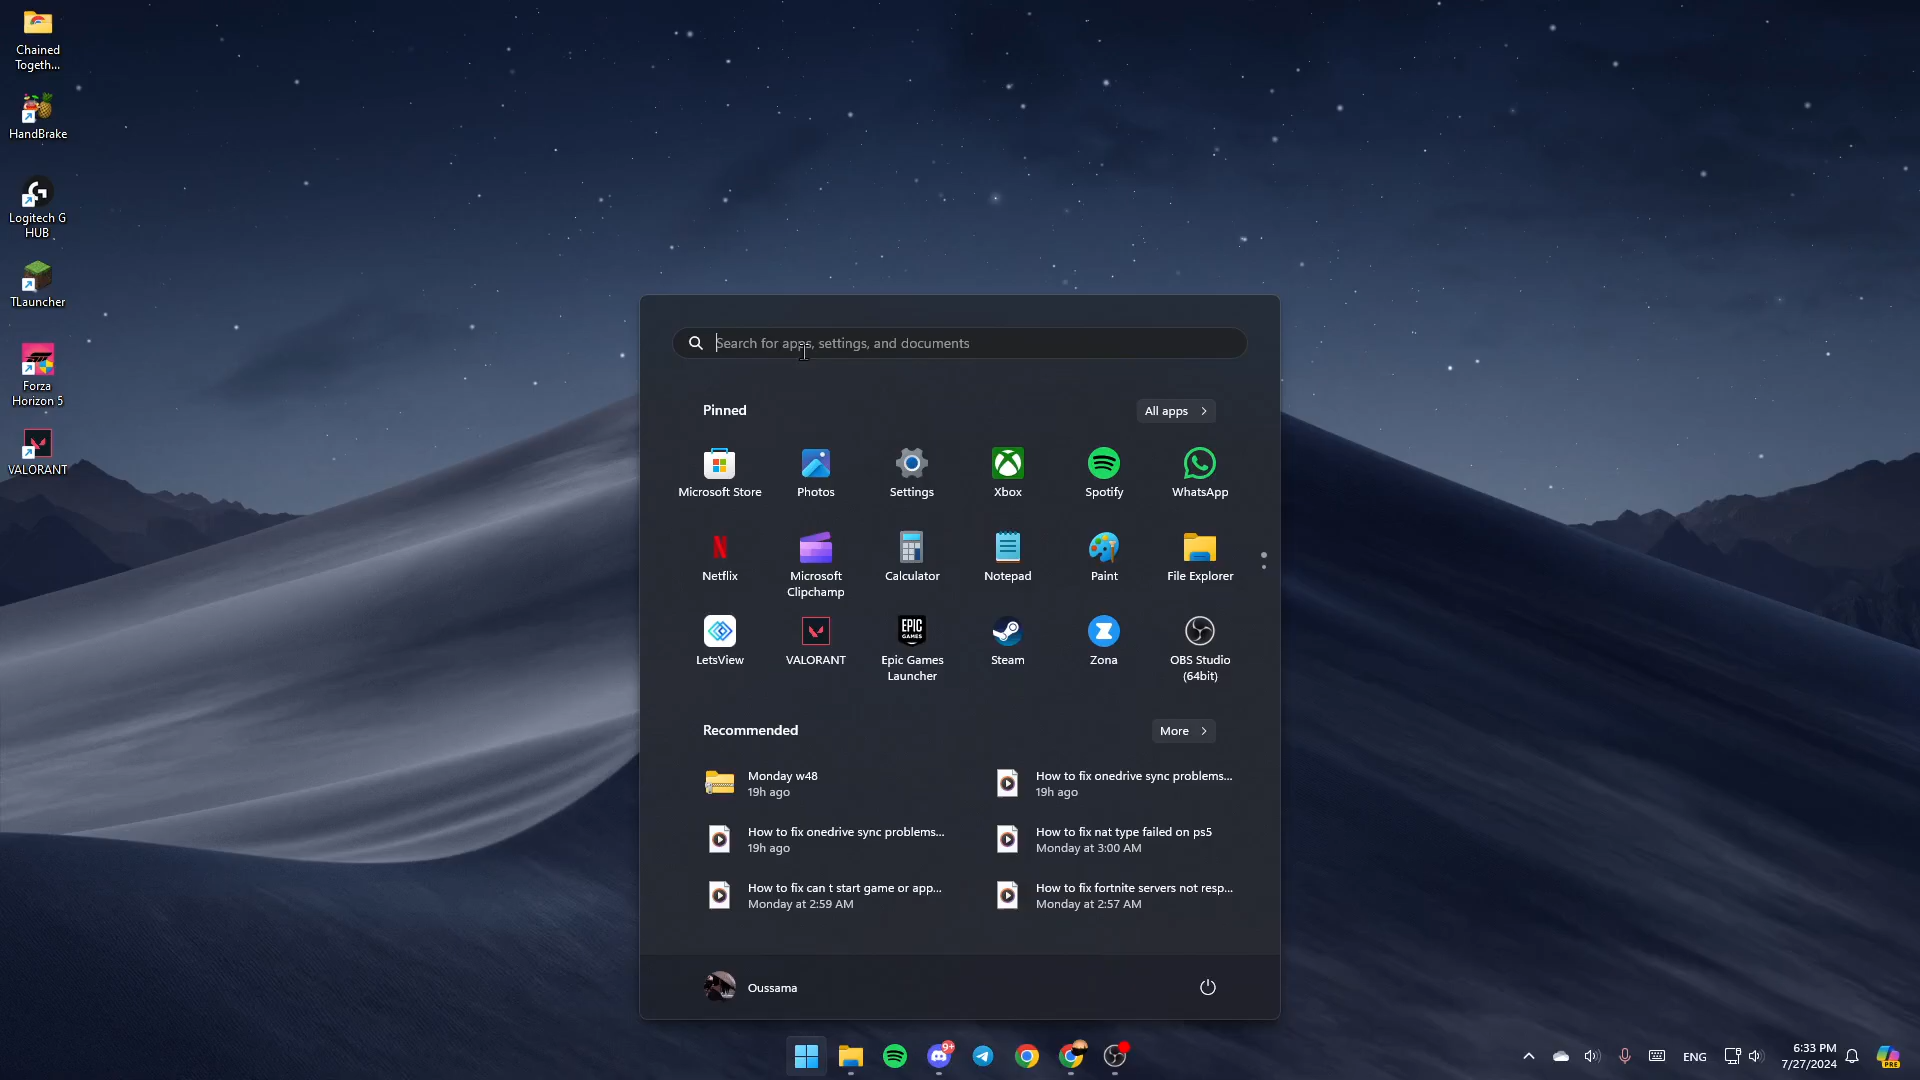 Chained
Togeth...
HandBrake
Logitech G
HUB
TLauncher
Forza
Horizon 5
VALORANT
Search for apps, settings, and documents
Pinned
All apps
Microsoft Store
Photos
Settings
Xbox
Spotify
WhatsApp
Netflix
Microsoft
Clipchamp
Calculator
Notepad
Paint
File Explorer
LetsView
VALORANT
EPIC
GAMES
Epic Games
Launcher
Steam
Zona
OBS Studio
(64bit)
Recommended
More
Monday w48
19h ago
How to fix onedrive sync problems...
19h ago
How to fix onedrive sync problems...
19h ago
How to fix nat type failed on ps5
Monday at 3:00 AM
How to fix can t start game or app...
Monday at 2:59 AM
How to fix fortnite servers not resp...
Monday at 2:57 AM
Oussama
9+
ENG
6:33 PM
7/27/2024
PRE